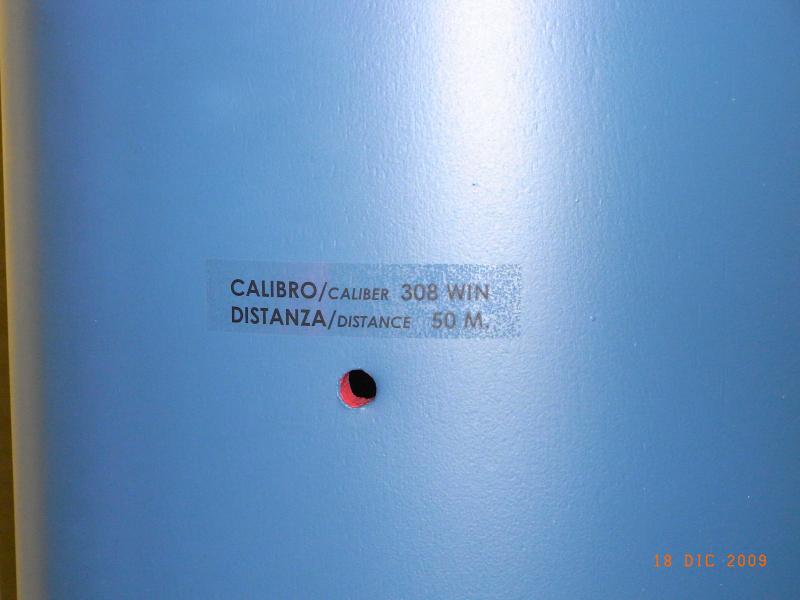 CALIBRO/CALIBER 308 WIN
DISTANZA/DISTANCE 50 M.
18 DIC 2009